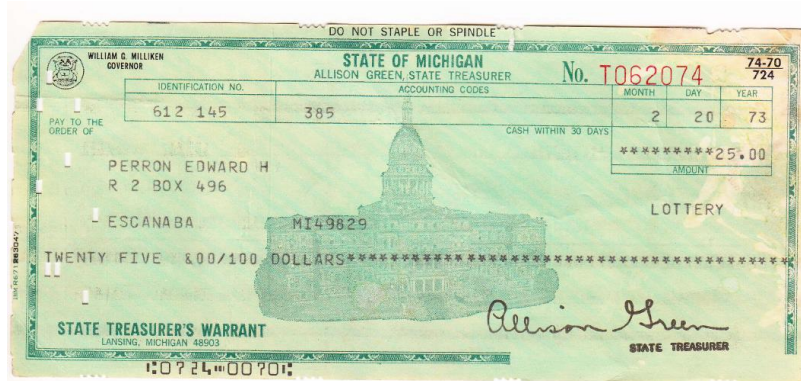 DO NOT STAPLE OR SPINDLE
WILLIAM G. MILLIKEN
GOVERNOR
STATE OF MICHIGAN
ALLISON GREEN, STATE TREASURER
No. T062074
74-70
724
IDENTIFICATION NO.
ACCOUNTING CODES
MONTH DAY YEAR
612 145
385
2 20 73
PAY TO THE
ORDER OF
CASH WITHIN 30 DAYS
*********25.00
AMOUNT
PERRON EDWARD H
R 2 BOX 496
LOTTERY
ESCANABA MI49829
TWENTY FIVE &00/100 DOLLARS*****************************************
Allison Green
STATE TREASURER'S WARRANT
LANSING, MICHIGAN 48903
STATE TREASURER
⑆0724⑉0070⑆